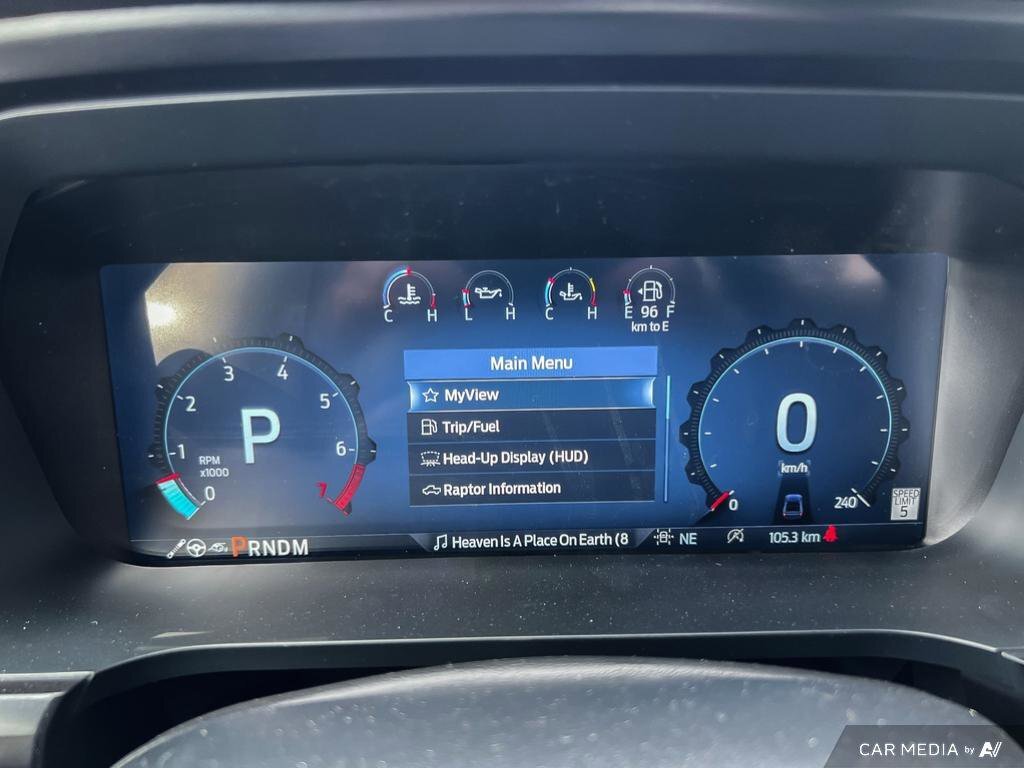 C H
L H
C H
E 96 F
km to E
Main Menu
MyView
Trip/Fuel
Head-Up Display (HUD)
Raptor Information
0
1
2
3
4
5
6
7
RPM
x1000
P
0
km/h
0
240
SPEED
LIMIT
5
PRNDM
Heaven Is A Place On Earth (8
NE
105.3 km
CAR MEDIA by AV